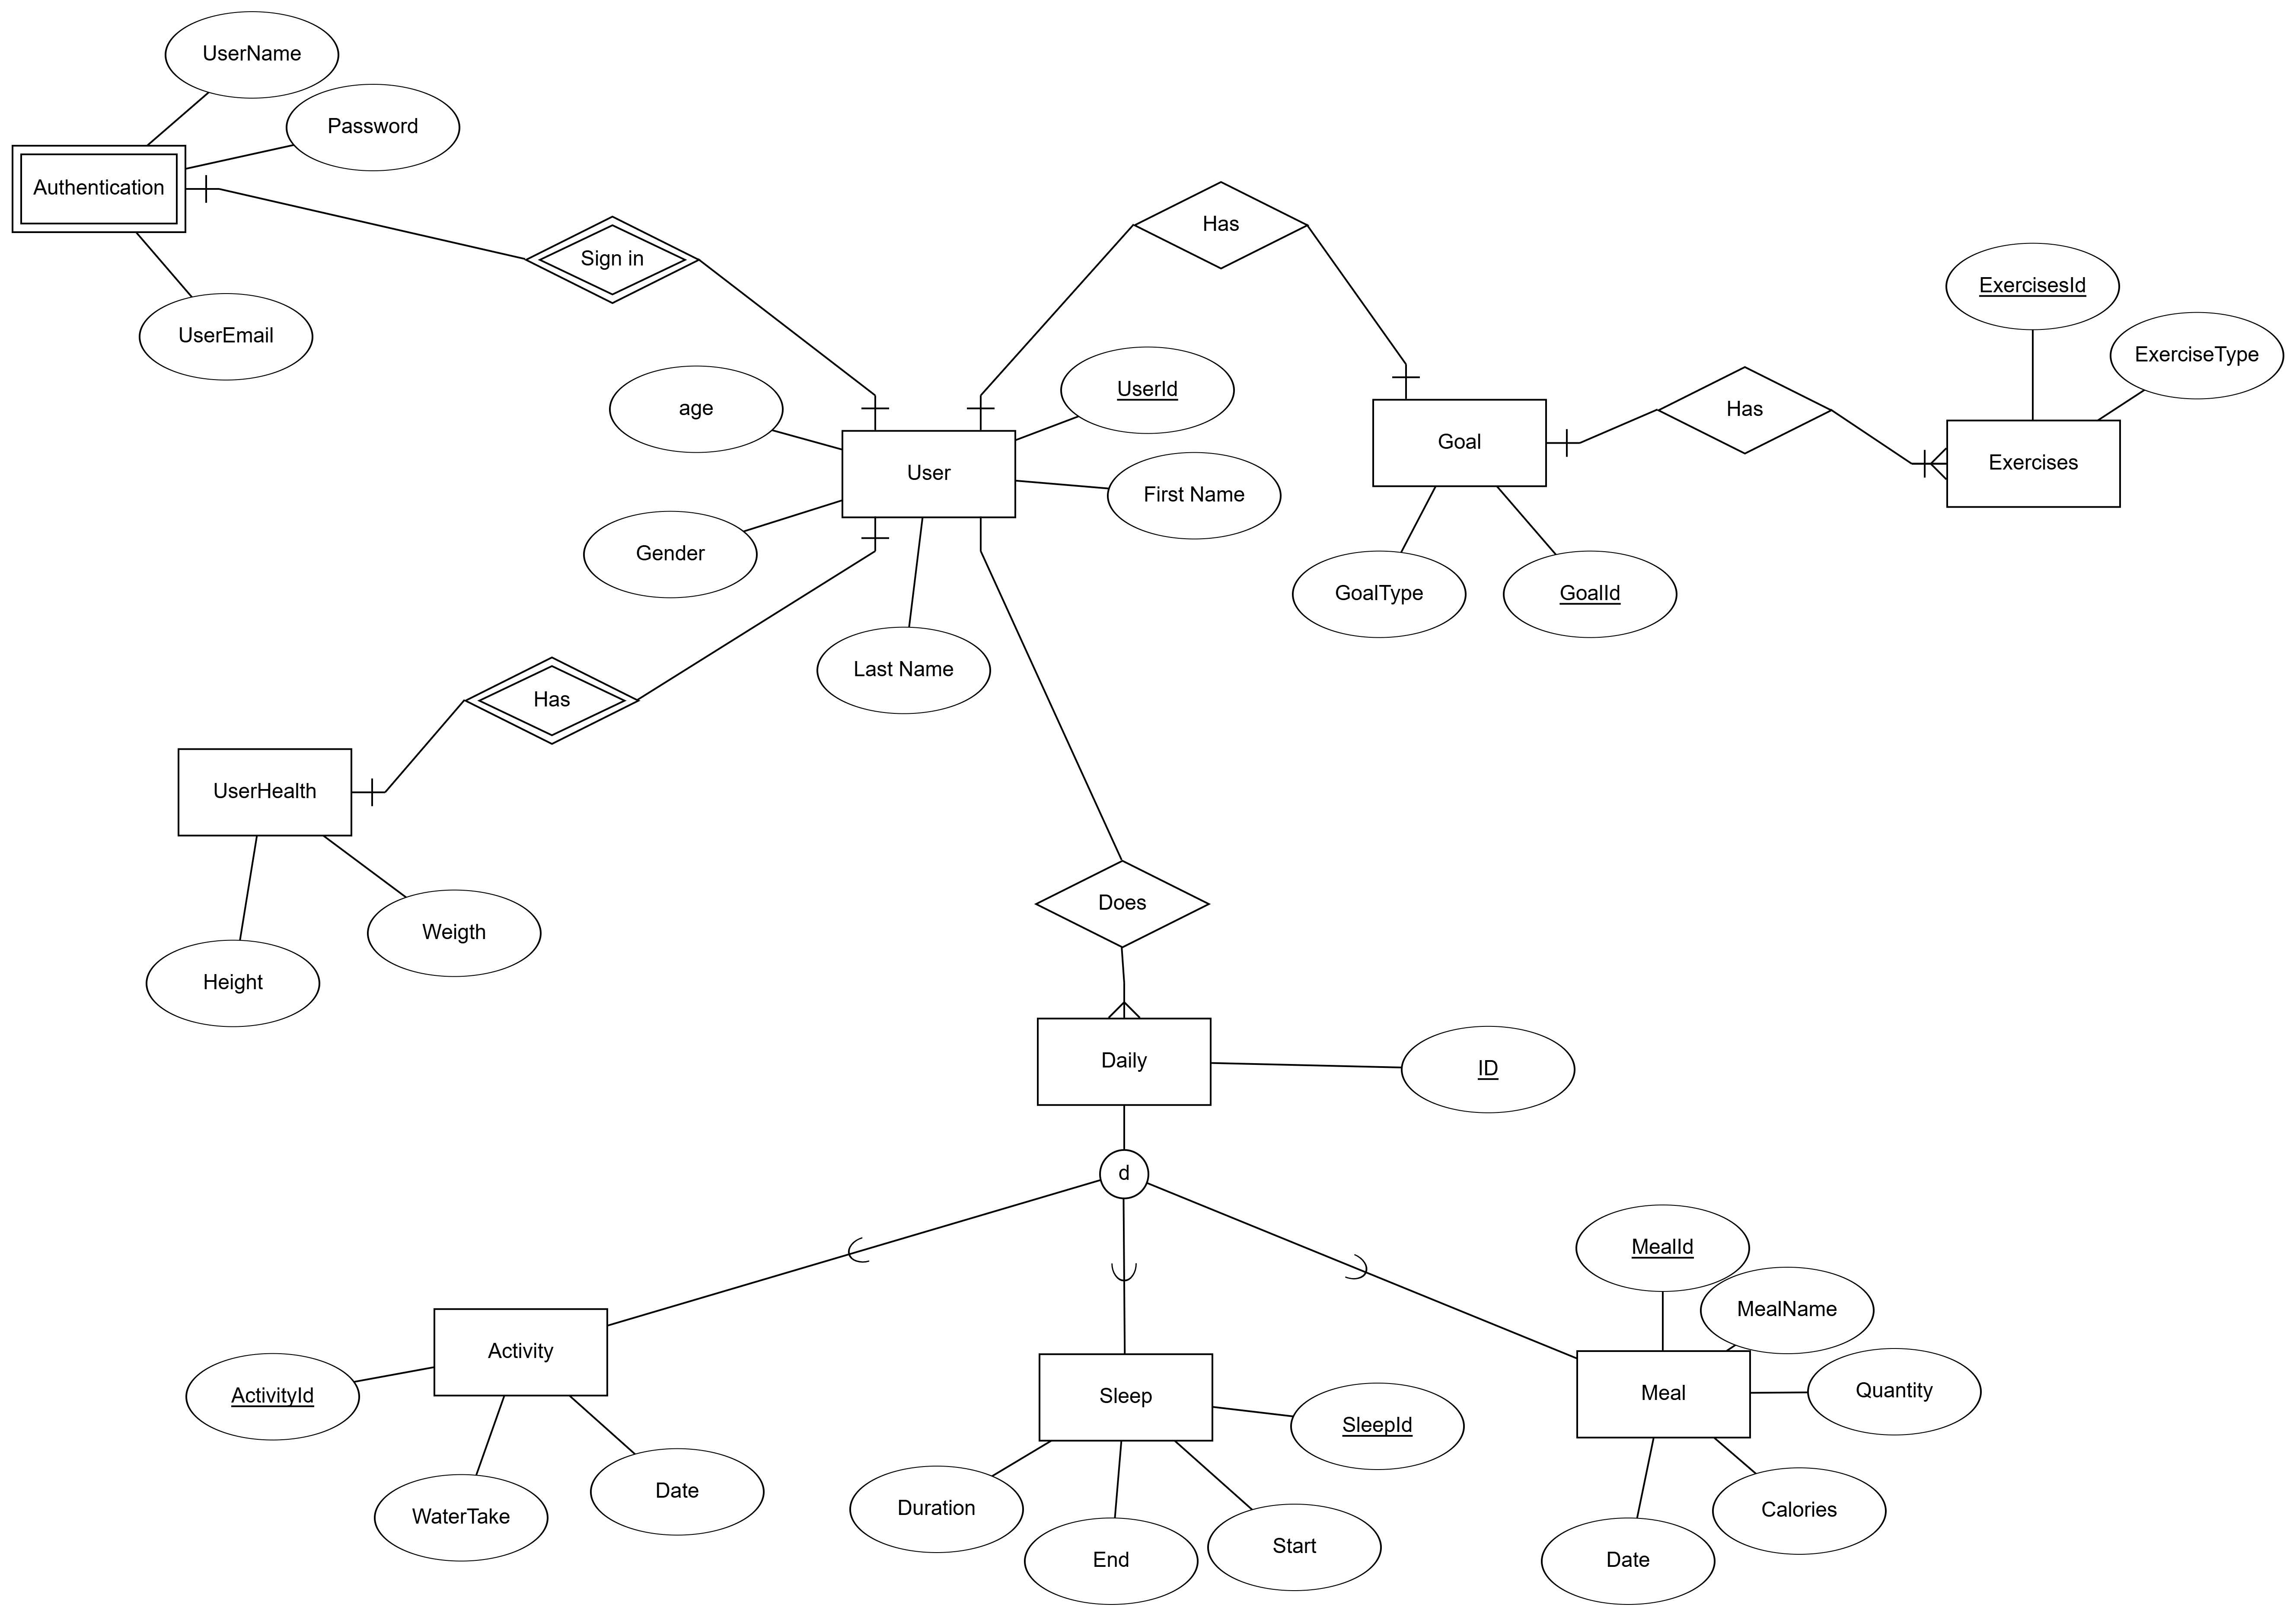 UserName
Password
Authentication
Sign in
Has
UserEmail
ExercisesId
ExerciseType
UserId
age
Has
Goal
Exercises
User
First Name
Gender
GoalType
GoalId
Last Name
Has
UserHealth
Weigth
Does
Height
Daily
ID
d
MealId
MealName
Activity
Quantity
Meal
Sleep
ActivityId
SleepId
Date
Duration
Calories
WaterTake
Start
End
Date